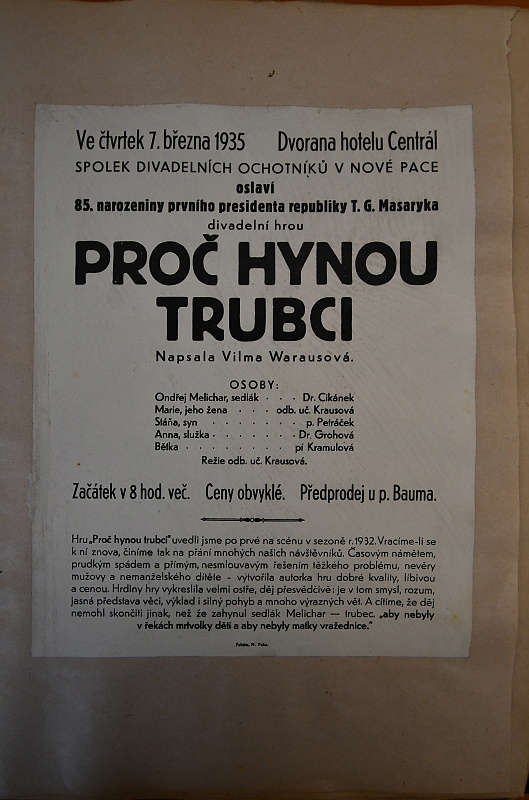 Ve čtvrtek 7. března 1935 Dvorana hotelu Centrál
SPOLEK DIVADELNÍCH OCHOTNÍKŮ V NOVÉ PACE
oslaví
85. narozeniny prvního presidenta republiky T. G. Masaryka
divadelní hrou
PROČ HYNOU
TRUBCI
Napsala Vilma Warausová.
OSOBY:
Ondřej Melichar, sedlák · · · Dr. Cikánek
Marie, jeho žena · · · odb. uč. Krausová
Sláňa, syn · · · · · · · p. Petráček
Anna, služka · · · · · · · Dr. Grohová
Bětka · · · · · · · · · pí Kramulová
Režie odb. uč. Krausová.
Začátek v 8 hod. več. Ceny obvyklé. Předprodej u p. Bauma.
Hru „Proč hynou trubci" uvedli jsme po prvé na scénu v sezoně r. 1932. Vracíme-li se
k ní znova, činíme tak na přání mnohých našich návštěvníků. Časovým námětem,
prudkým spádem a přímým, nesmlouvavým řešením těžkého problému, nevěry
mužovy a nemanželského dítěte - vytvořila autorka hru dobré kvality, líbivou
a cenou. Hrdiny hry vykreslila velmi ostře, děj přesvědčivě: je v tom smysl, rozum,
jasná představa věci, výklad i silný pohyb a mnoho výrazných vět. A cítíme, že děj
nemohl skončiti jinak, než že zahynul sedlák Melichar — trubec. „aby nebyly
v řekách mrtvolky dětí a aby nebyly matky vražednice."